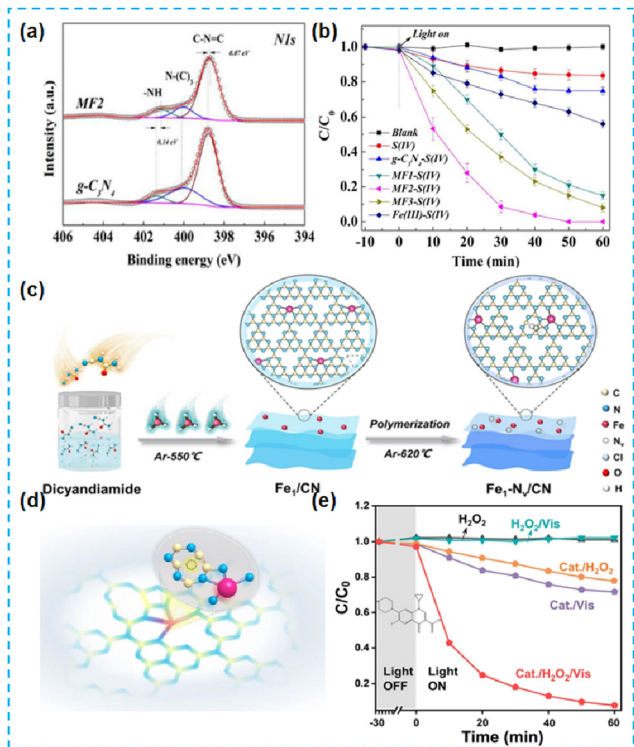 (a)
N1s
C-N=C
0.07 eV
N-(C)3
-NH
MF2
0.14 eV
g-C3N4
Intensity (a.u.)
406 404 402 400 398 396 394
Binding energy (eV)
(b)
Light on
C/C0
1.0
0.8
0.6
0.4
0.2
0.0
Blank
S(IV)
g-C3N4-S(IV)
MF1-S(IV)
MF2-S(IV)
MF3-S(IV)
Fe(III)-S(IV)
-10 0 10 20 30 40 50 60
Time (min)
(c)
Dicyandiamide
Ar-550℃
Fe1/CN
Polymerization
Ar-620℃
Fe1-Nv/CN
C
N
Fe
Nv
Cl
O
H
(d)
(e)
C/C0
1.2
1.0
0.8
0.6
0.4
0.2
H2O2
H2O2/Vis
Cat./H2O2
Cat./Vis
Cat./H2O2/Vis
Light
OFF
Light
ON
-30 0 20 40 60
Time (min)